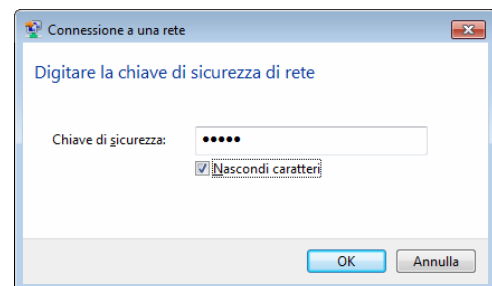 Connessione a una rete
Digitare la chiave di sicurezza di rete
Chiave di sicurezza: •••••
Nascondi caratteri
OK Annulla